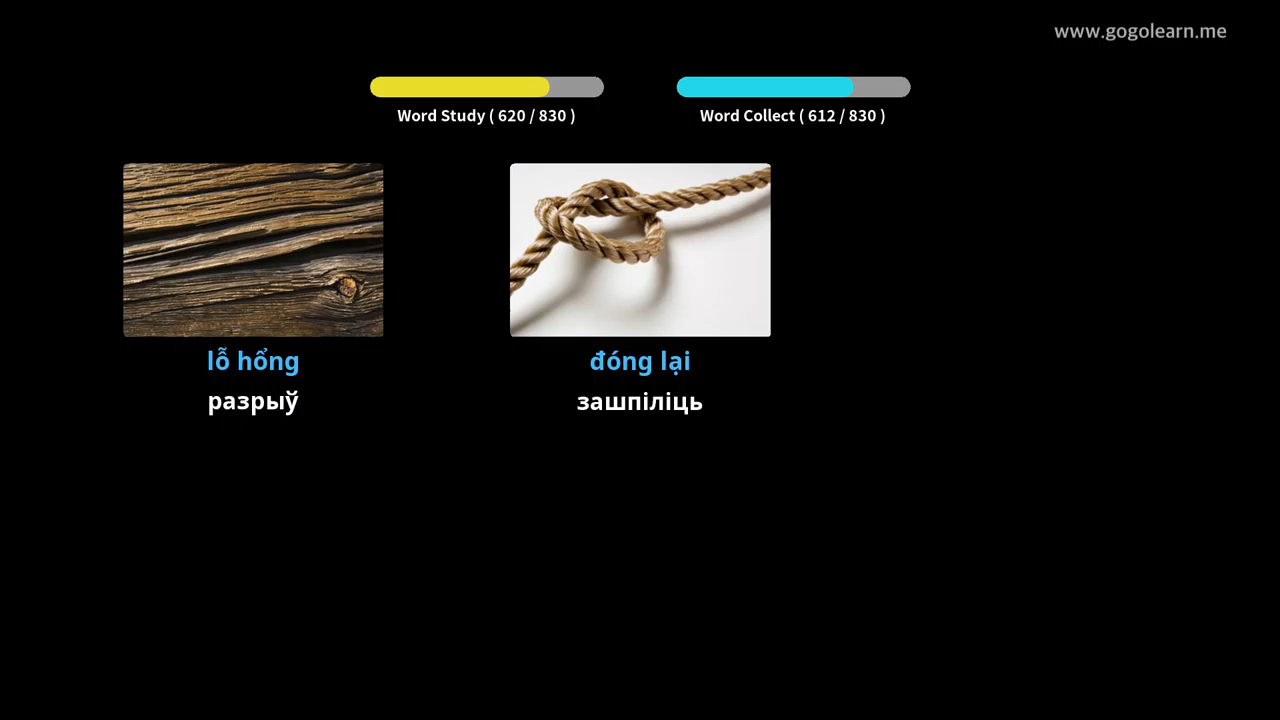 www.gogolearn.me
Word Study ( 620 / 830 )
Word Collect ( 612 / 830 )
lỗ hổng
разрыў
đóng lại
зашпіліць